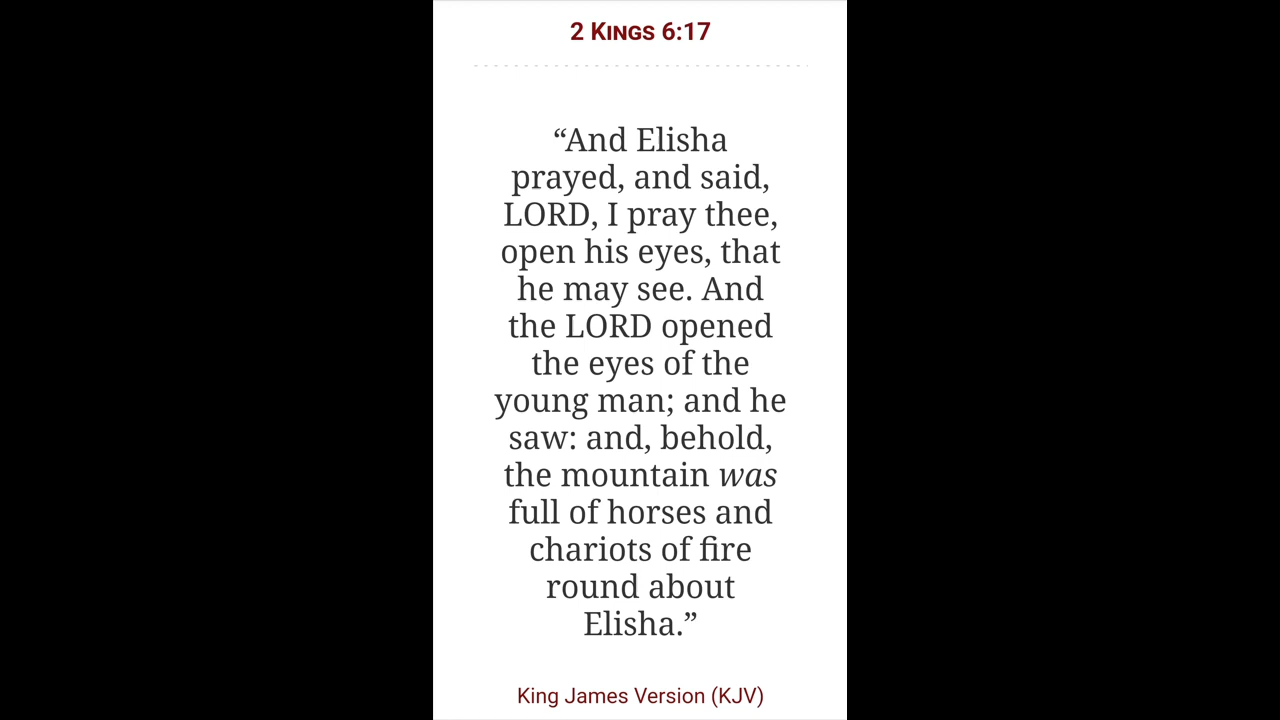 2 Kings 6:17
“And Elisha
prayed, and said,
LORD, I pray thee,
open his eyes, that
he may see. And
the LORD opened
the eyes of the
young man; and he
saw: and, behold,
the mountain was
full of horses and
chariots of fire
round about
Elisha.”
King James Version (KJV)